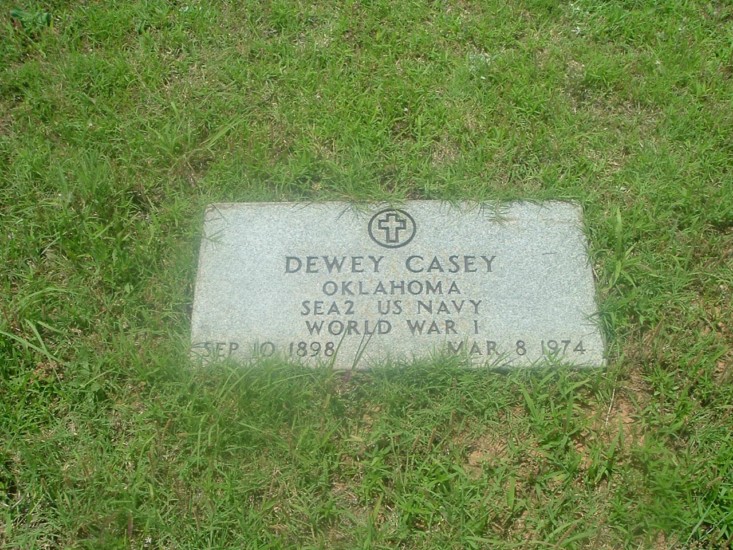 DEWEY CASEY
OKLAHOMA
SEA2 US NAVY
WORLD WAR I
SEP 10 1898 MAR 8 1974